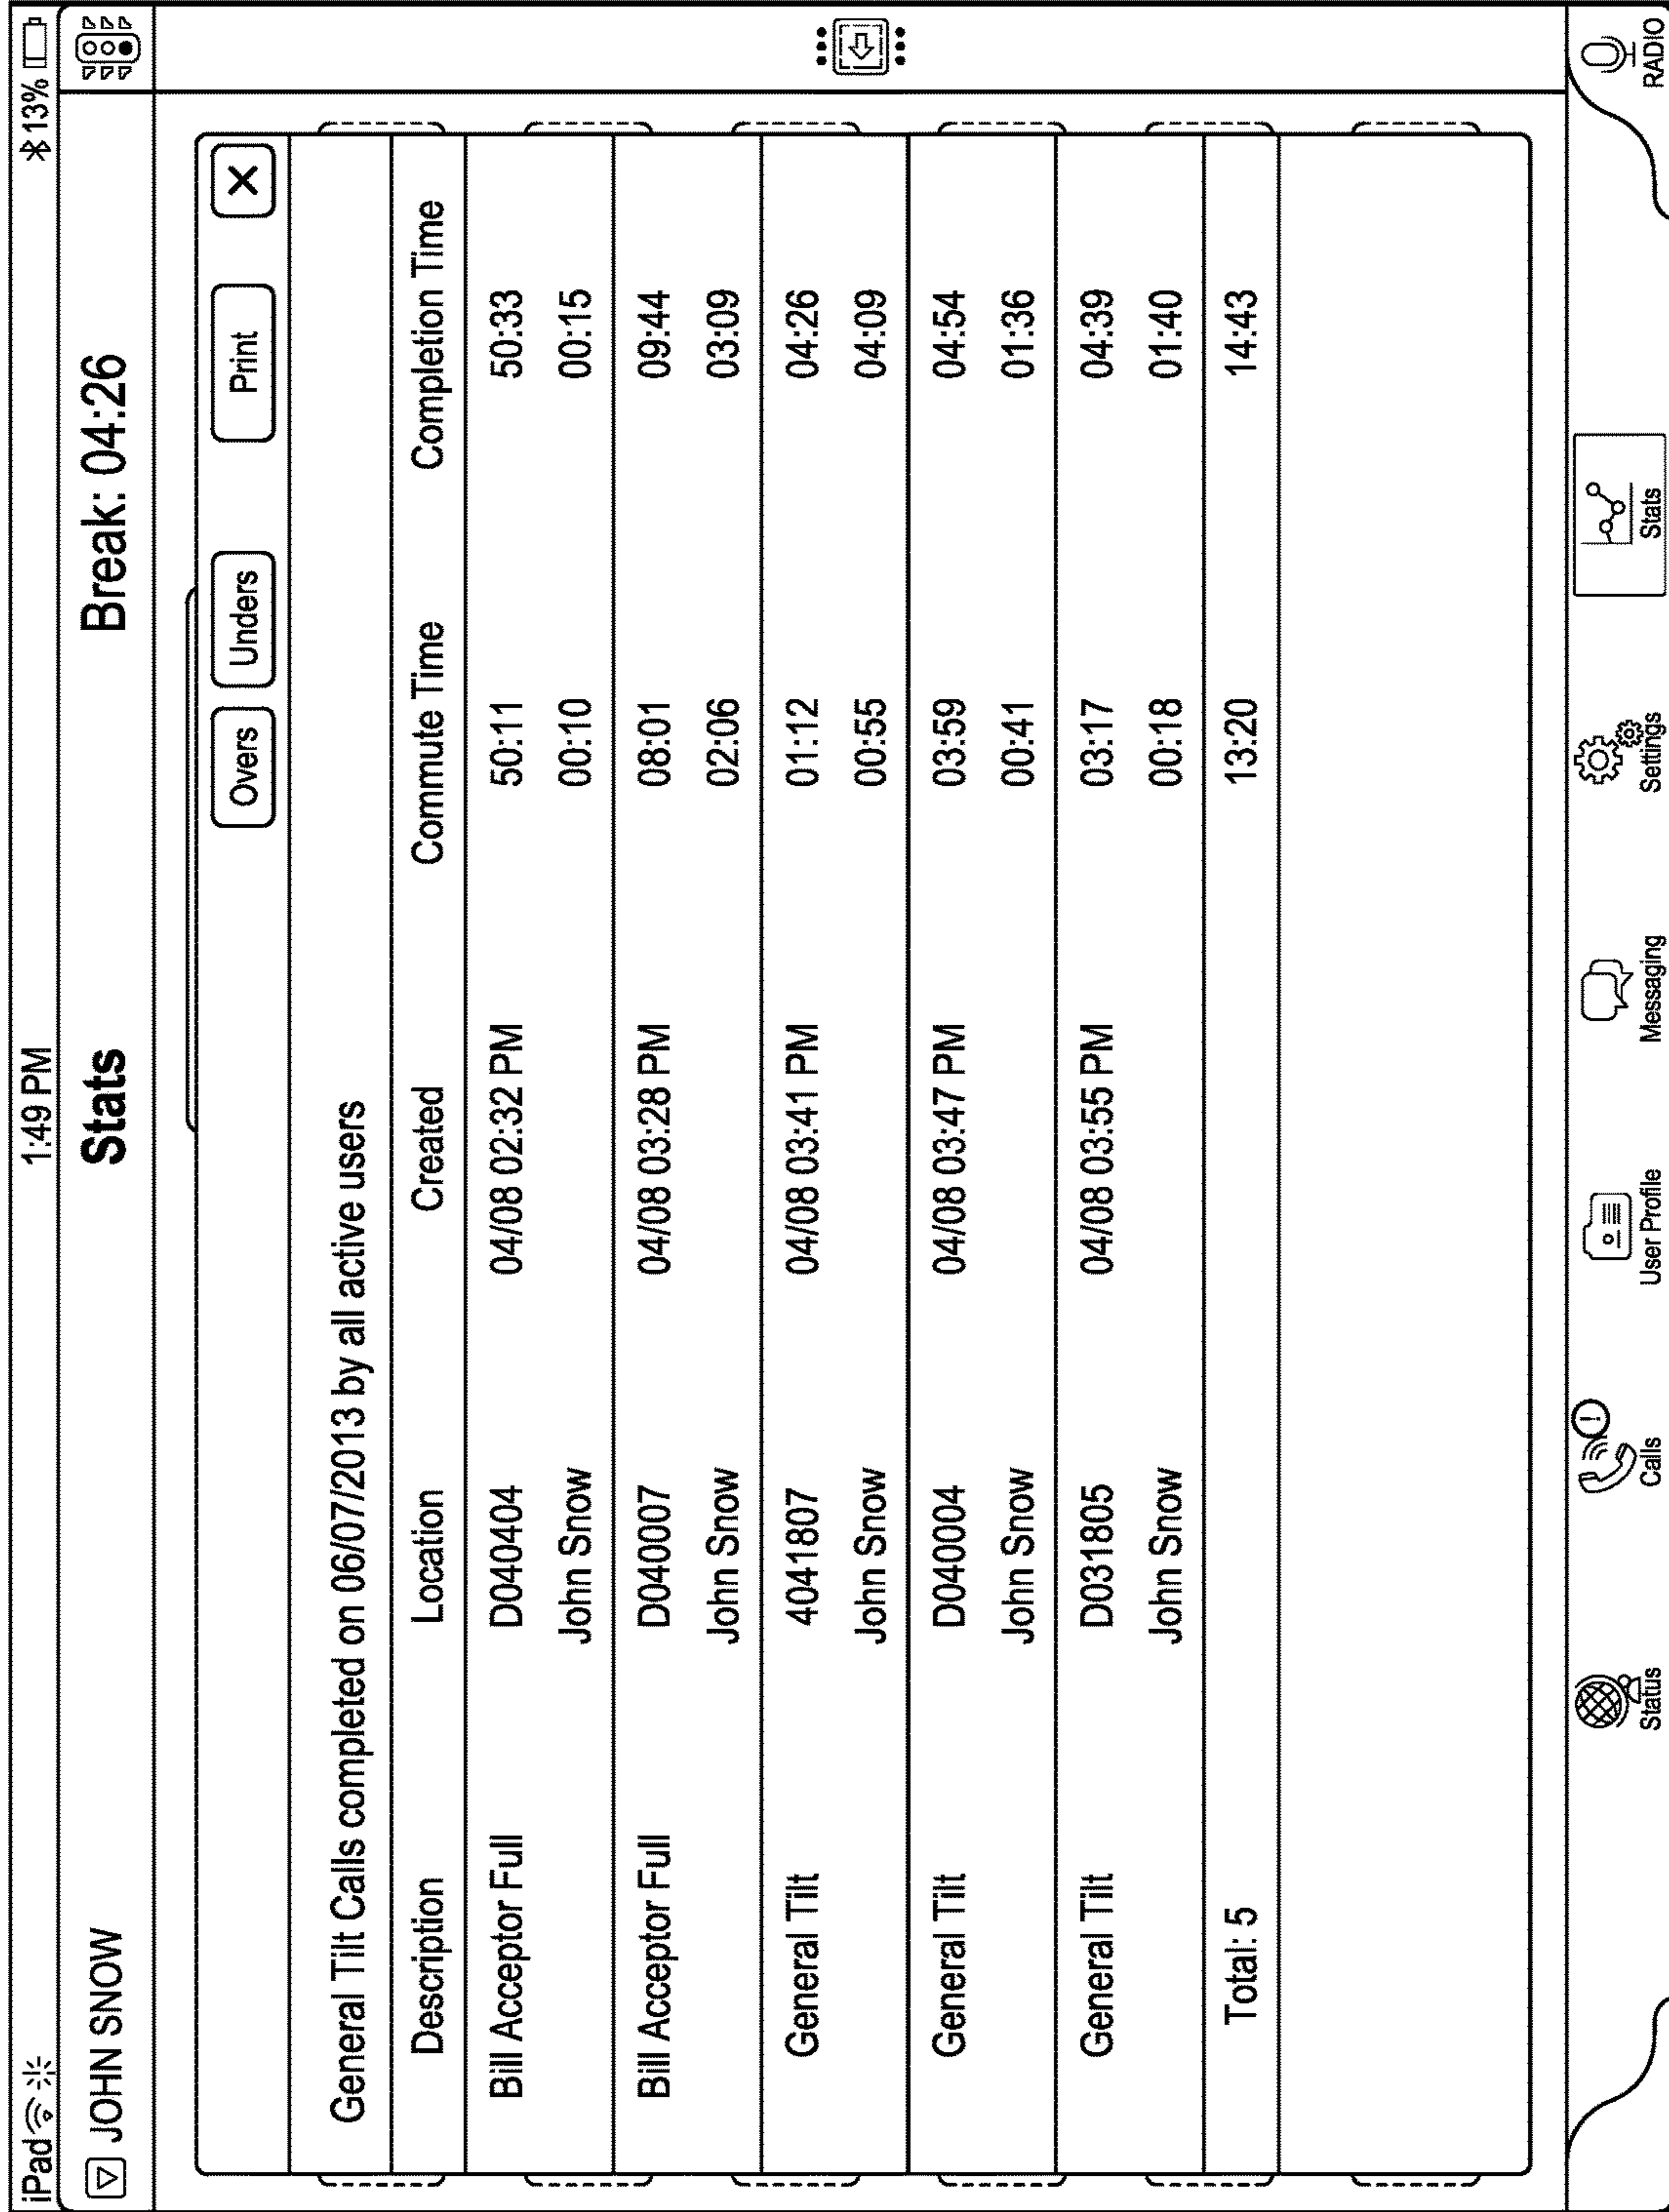 iPad 1:49 PM 13%
JOHN SNOW Stats Break: 04:26
Overs Unders Print X
General Tilt Calls completed on 06/07/2013 by all active users
Description Location Created Commute Time Completion Time
Bill Acceptor Full D040404 04/08 02:32 PM 50:11 50:33
John Snow 00:10 00:15
Bill Acceptor Full D040007 04/08 03:28 PM 08:01 09:44
John Snow 02:06 03:09
General Tilt 4041807 04/08 03:41 PM 01:12 04:26
John Snow 00:55 04:09
General Tilt D040004 04/08 03:47 PM 03:59 04:54
John Snow 00:41 01:36
General Tilt D031805 04/08 03:55 PM 03:17 04:39
John Snow 00:18 01:40
Total: 5 13:20 14:43
Status Calls User Profile Messaging Settings Stats RADIO